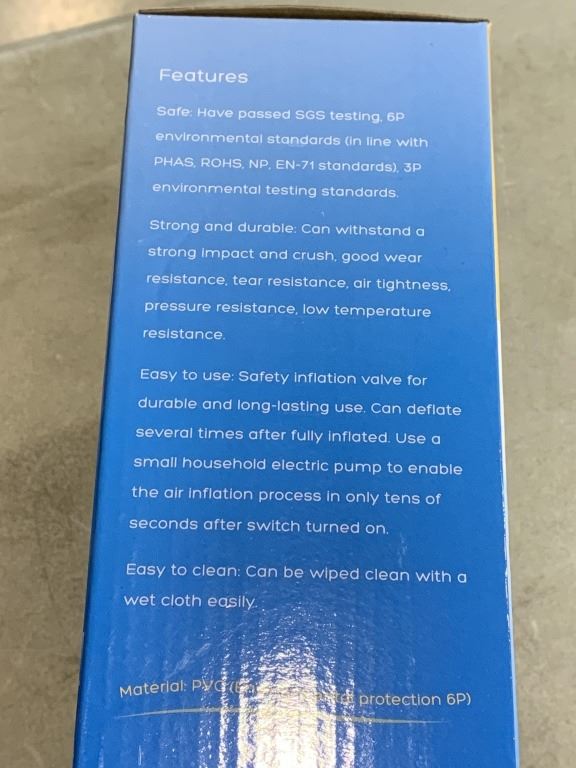 Features
Safe: Have passed SGS testing, 6P
environmental standards (in line with
PHAS, ROHS, NP, EN-71 standards), 3P
environmental testing standards.
Strong and durable: Can withstand a
strong impact and crush, good wear
resistance, tear resistance, air tightness,
pressure resistance, low temperature
resistance.
Easy to use: Safety inflation valve for
durable and long-lasting use. Can deflate
several times after fully inflated. Use a
small household electric pump to enable
the air inflation process in only tens of
seconds after switch turned on.
Easy to clean: Can be wiped clean with a
wet cloth easily.
Material: PVC protection 6P)